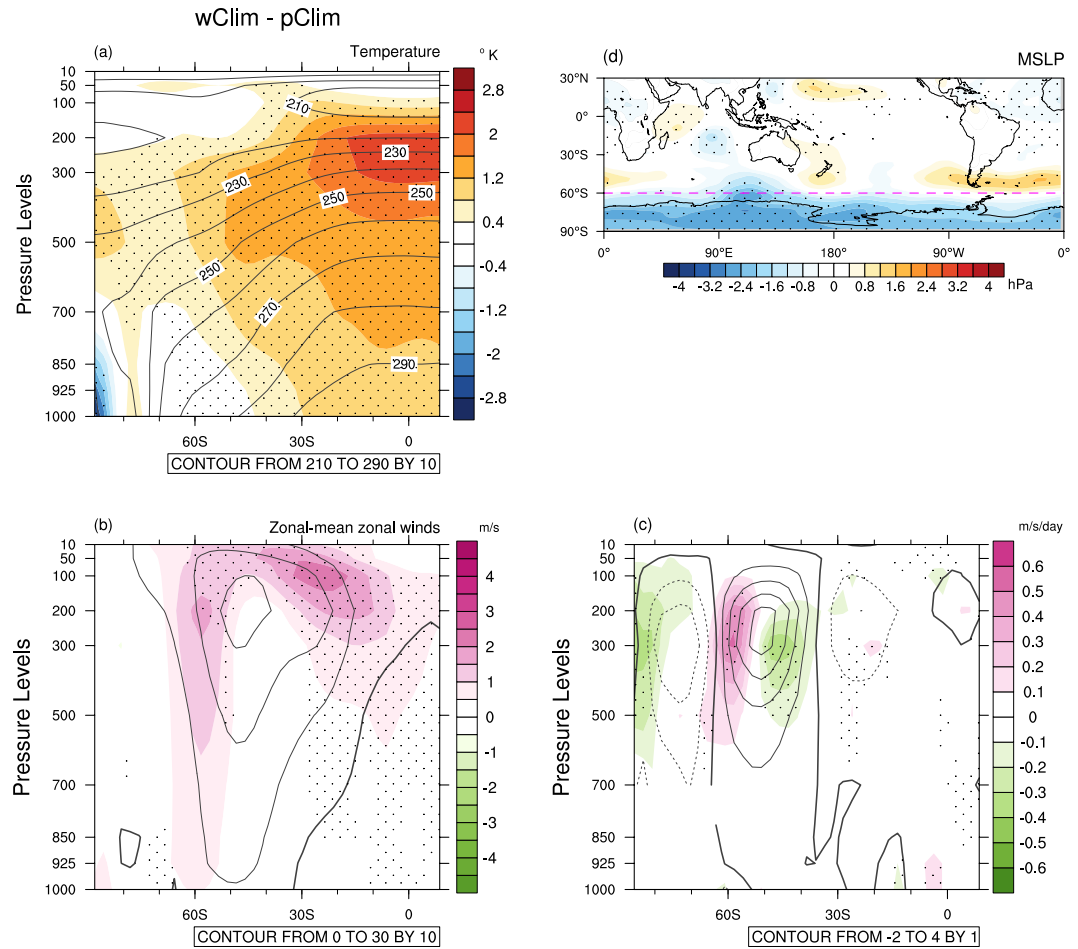 wClim - pClim
(a) Temperature
° K
10
50
100
200
300
500
700
850
925
1000
Pressure Levels
210
230
230
250
250
250
270
290
60S 30S 0
CONTOUR FROM 210 TO 290 BY 10
2.8
2
1.2
0.4
-0.4
-1.2
-2
-2.8
(d) MSLP
30°N
0°
30°S
60°S
90°S
0° 90°E 180° 90°W 0°
-4 -3.2 -2.4 -1.6 -0.8 0 0.8 1.6 2.4 3.2 4 hPa
(b) Zonal-mean zonal winds
m/s
10
50
100
200
300
500
700
850
925
1000
Pressure Levels
60S 30S 0
CONTOUR FROM 0 TO 30 BY 10
4
3
2
1
0
-1
-2
-3
-4
(c)
m/s/day
10
50
100
200
300
500
700
850
925
1000
Pressure Levels
60S 30S 0
CONTOUR FROM -2 TO 4 BY 1
0.6
0.4
0.3
0.2
0.1
0
-0.1
-0.2
-0.3
-0.4
-0.6